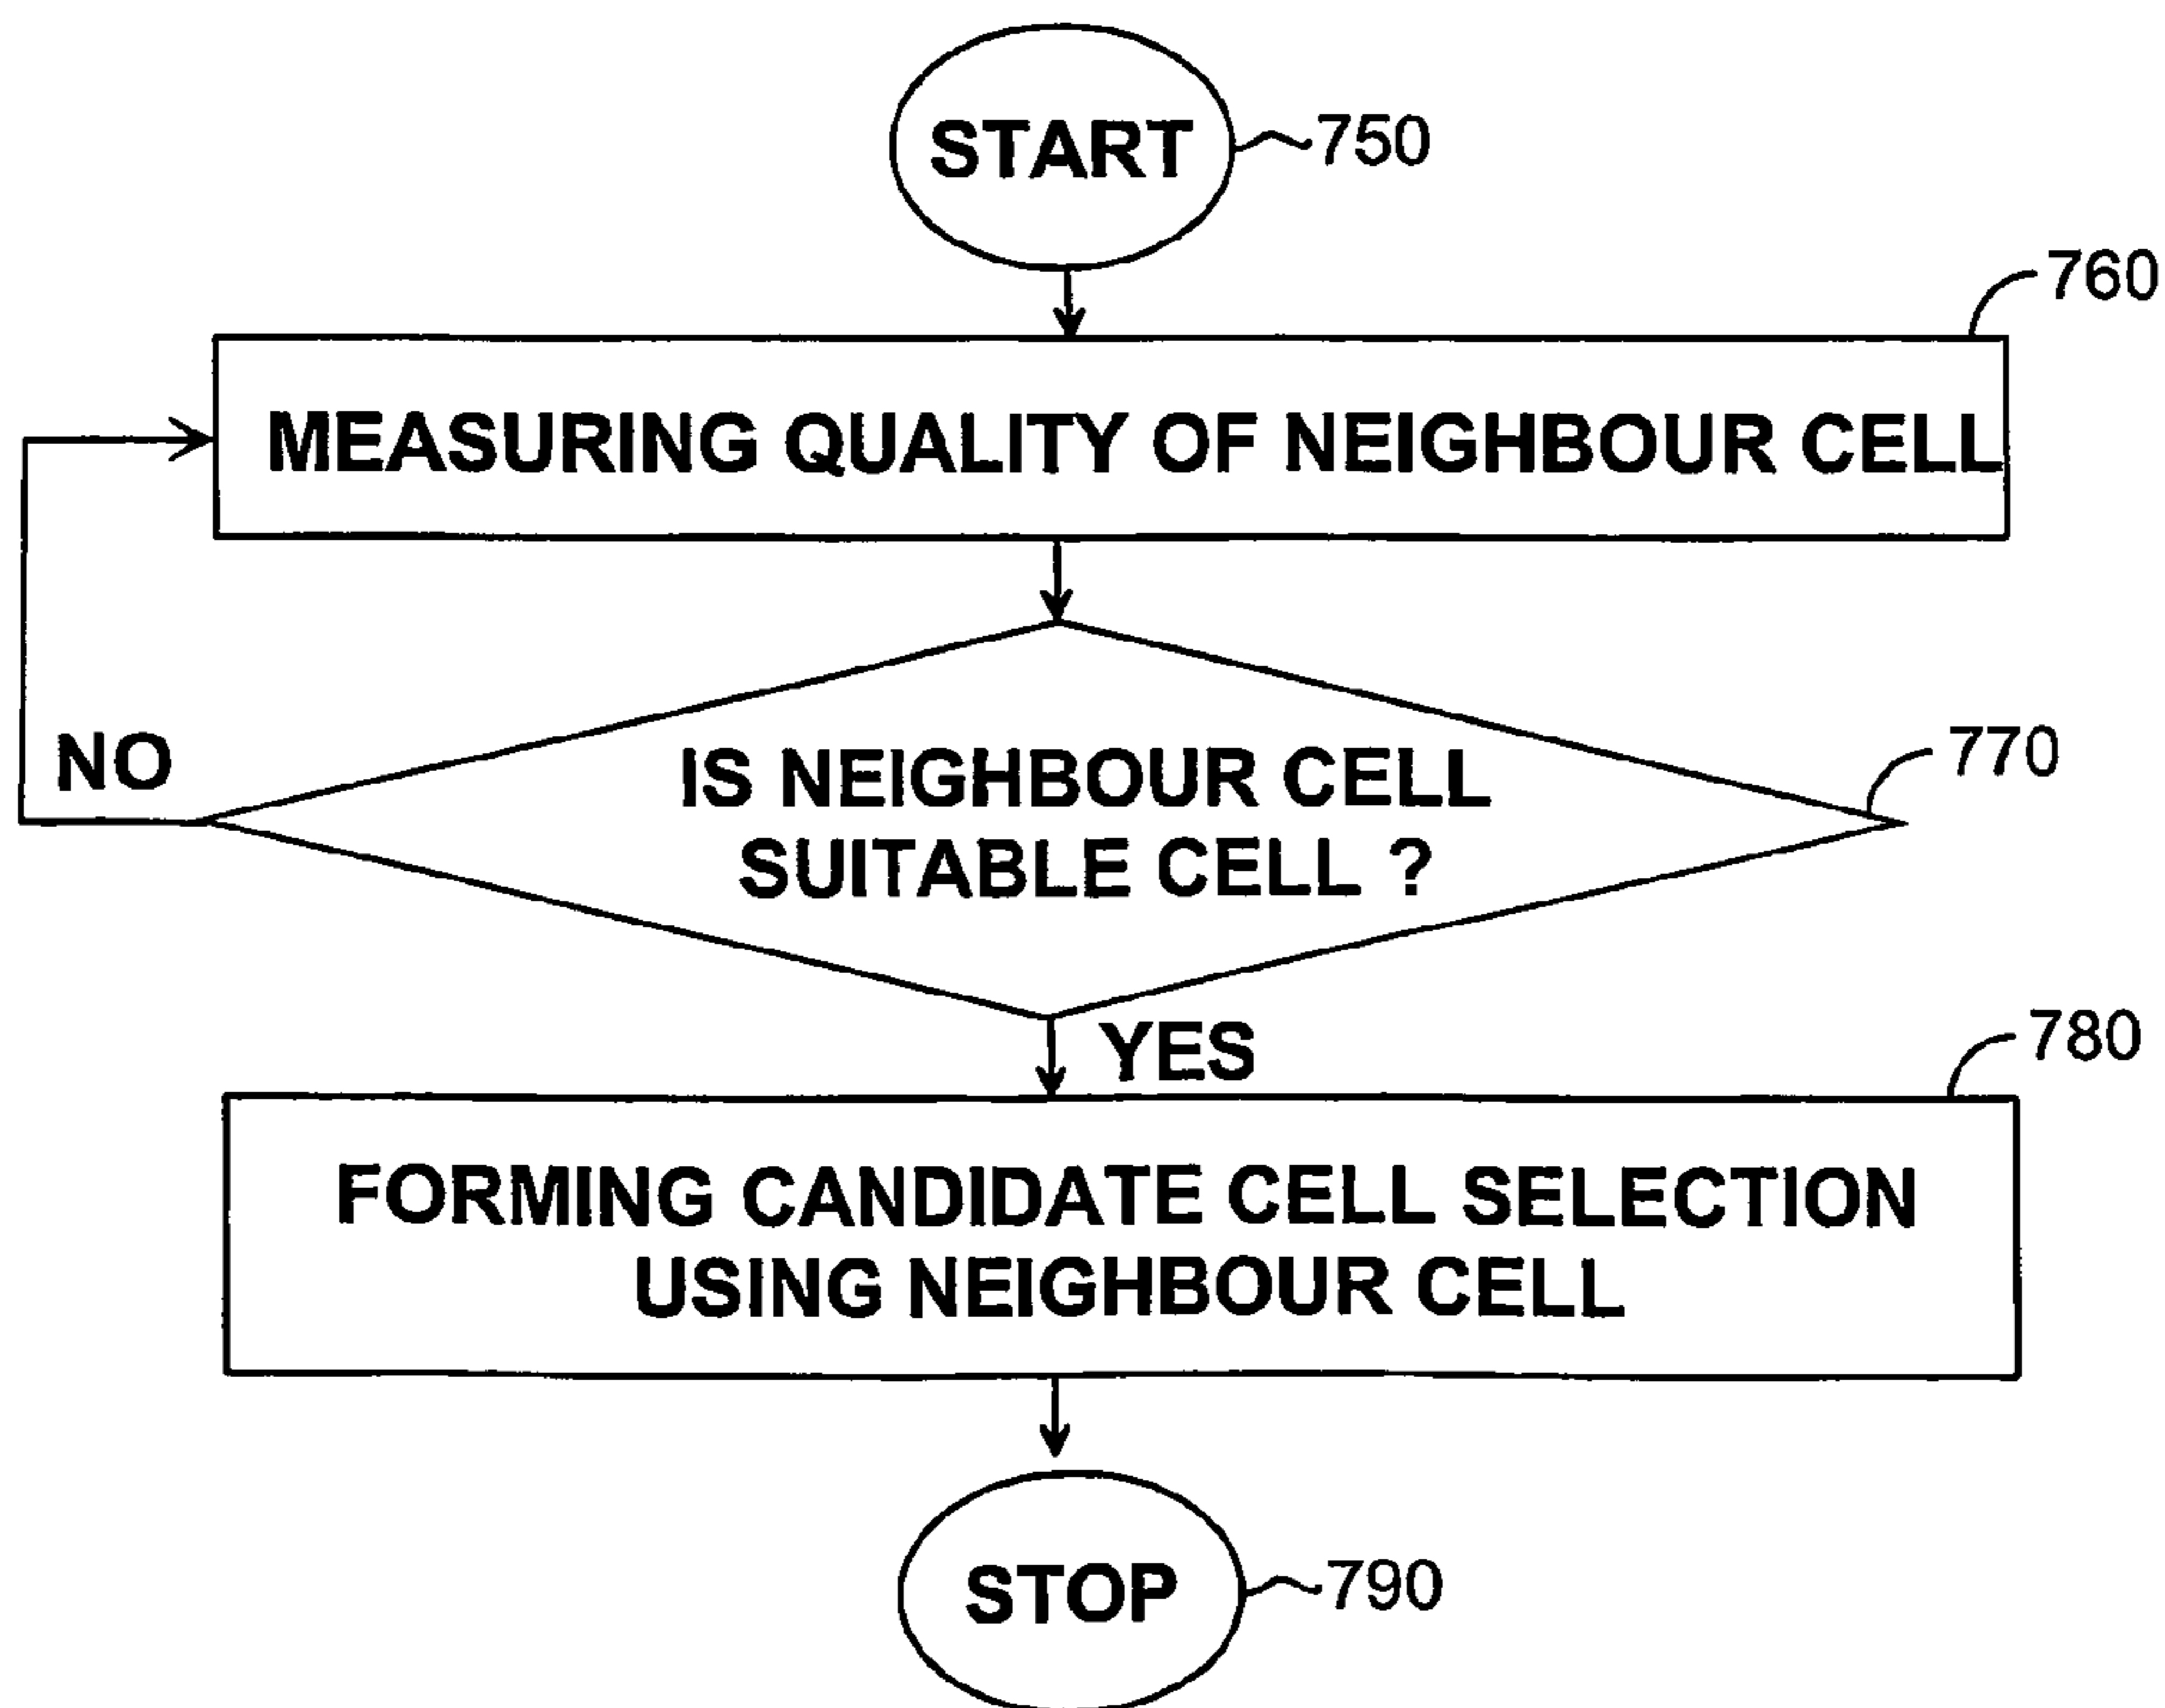 START
750
760
MEASURING QUALITY OF NEIGHBOUR CELL
NO
IS NEIGHBOUR CELL
SUITABLE CELL ?
770
YES
780
FORMING CANDIDATE CELL SELECTION
USING NEIGHBOUR CELL
STOP
790